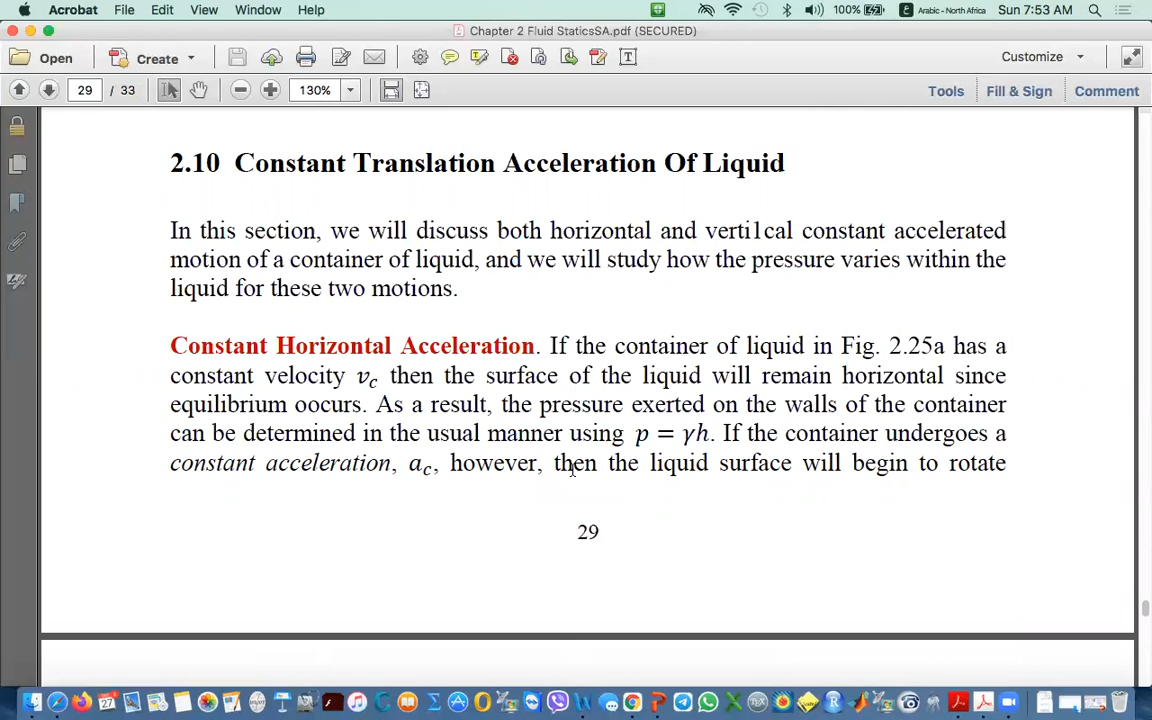 Acrobat File Edit View Window Help 100% Arabic - North Africa Sun 7:53 AM
Chapter 2 Fluid StaticsSA.pdf (SECURED)
Open Create Customize
29 / 33 130% Tools Fill & Sign Comment
2.10 Constant Translation Acceleration Of Liquid
In this section, we will discuss both horizontal and verti1cal constant accelerated
motion of a container of liquid, and we will study how the pressure varies within the
liquid for these two motions.
Constant Horizontal Acceleration. If the container of liquid in Fig. 2.25a has a
constant velocity v_c then the surface of the liquid will remain horizontal since
equilibrium oocurs. As a result, the pressure exerted on the walls of the container
can be determined in the usual manner using p = γh. If the container undergoes a
constant acceleration, a_c, however, then the liquid surface will begin to rotate
29